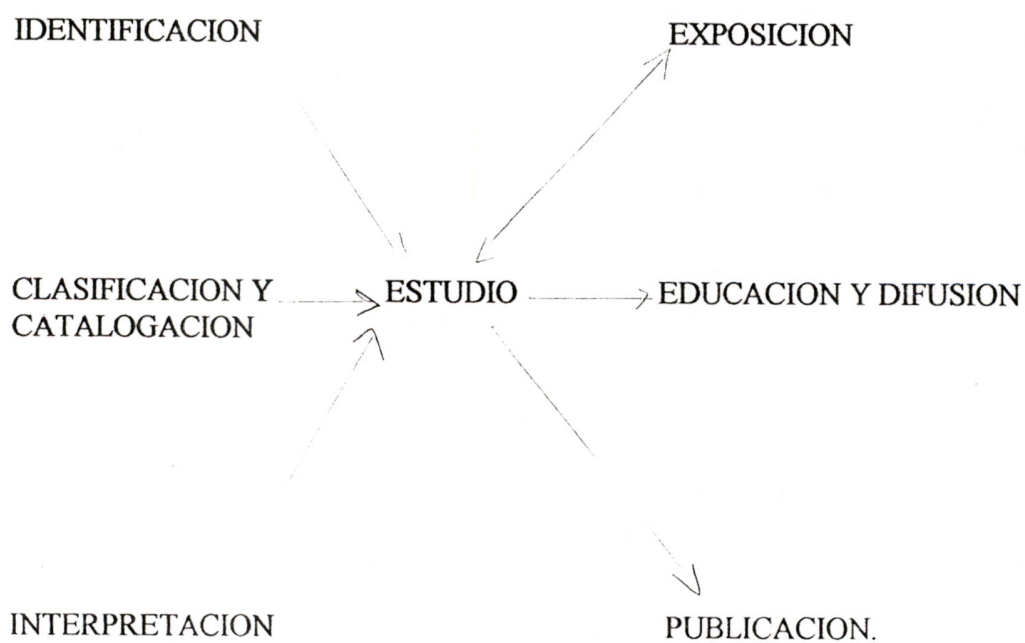 IDENTIFICACION
EXPOSICION
CLASIFICACION Y
CATALOGACION
ESTUDIO
EDUCACION Y DIFUSION
INTERPRETACION
PUBLICACION.